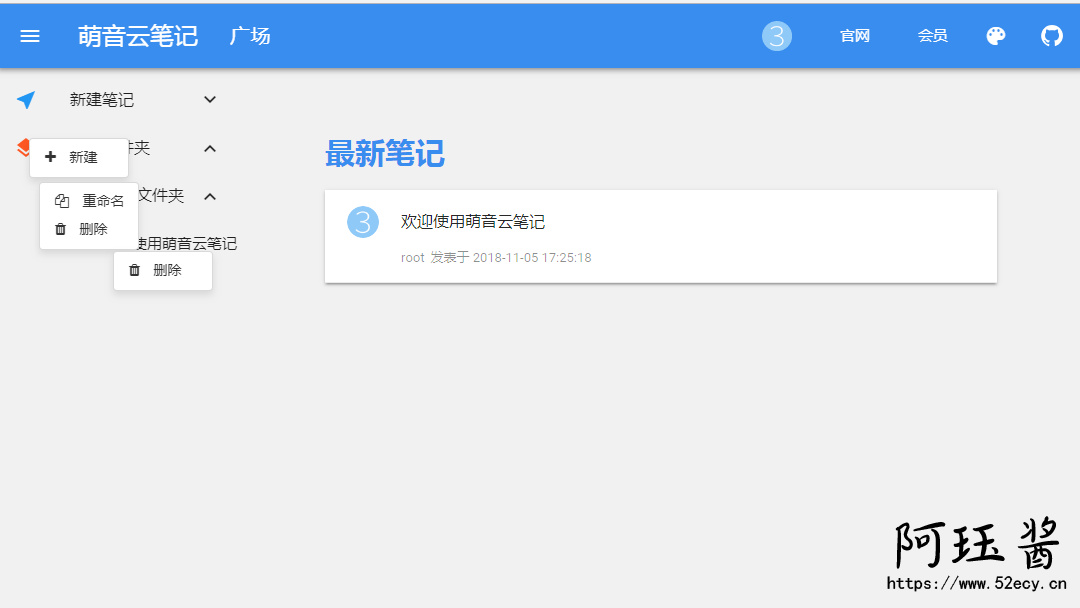 萌音云笔记 广场 3 官网 会员
新建笔记
件夹
新建
文件夹
重命名
删除
使用萌音云笔记
删除
最新笔记
3 欢迎使用萌音云笔记
root 发表于 2018-11-05 17:25:18
阿珏酱
https://www.52ecy.cn